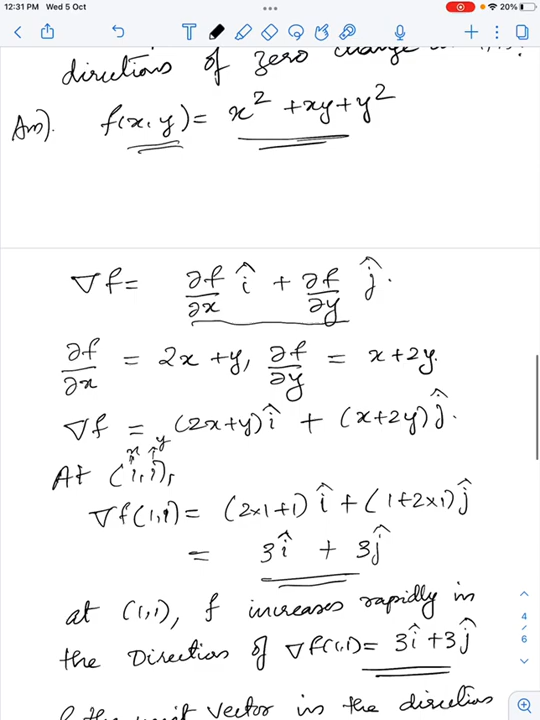 12:31 PM Wed 5 Oct
20%
directions of zero change
Ans). f(x, y) = x² + xy + y²
∇f = ∂f/∂x î + ∂f/∂y ĵ.
∂f/∂x = 2x + y, ∂f/∂y = x + 2y.
∇f = (2x+y) î + (x+2y) ĵ.
x y
At (1,1),
∇f(1,1) = (2×1+1) î + (1+2×1) ĵ
= 3î + 3ĵ
at (1,1), f increases rapidly in
the Direction of ∇f(1,1) = 3î + 3ĵ
the unit vector in the direction
4
/
6